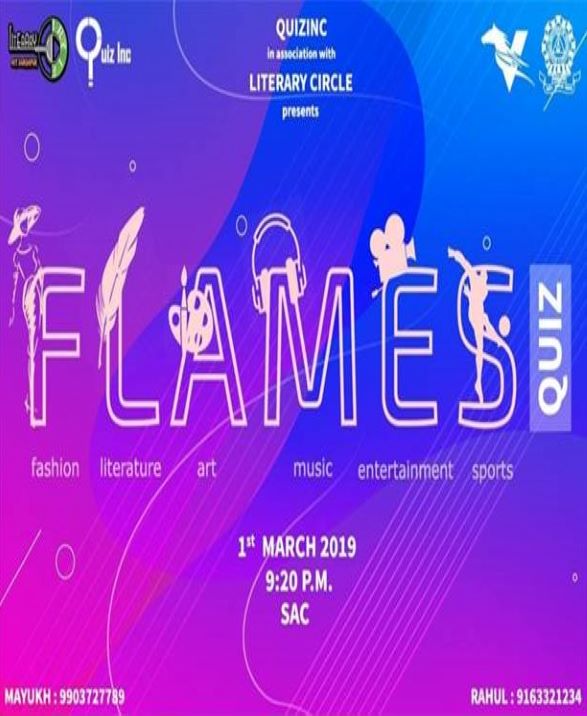 LITERARY
Quiz Inc
QUIZINC
in association with
LITERARY CIRCLE
presents
FLAMES
QUIZ
fashion literature art music entertainment sports
1st MARCH 2019
9:20 P.M.
SAC
MAYUKH : 9903727789
RAHUL : 9163321234